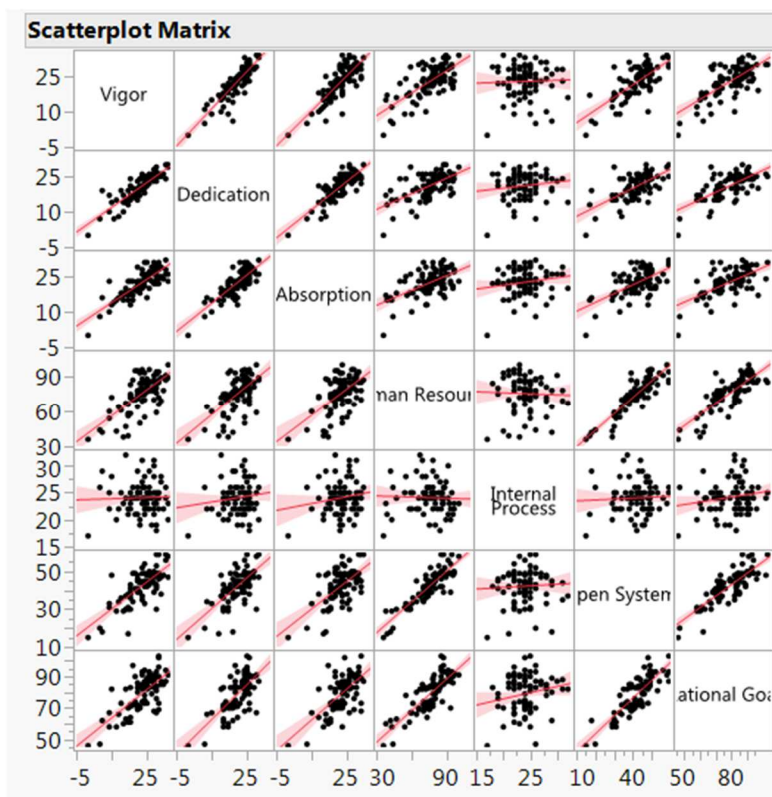 Scatterplot Matrix
25
10
-5
Vigor
25
10
-5
Dedication
25
10
-5
Absorption
90
60
30
man Resour
30
25
20
15
Internal
Process
50
30
10
pen System
90
70
50
ational Goa
-5 25 -5 25 -5 25 30 90 15 25 10 40 50 80